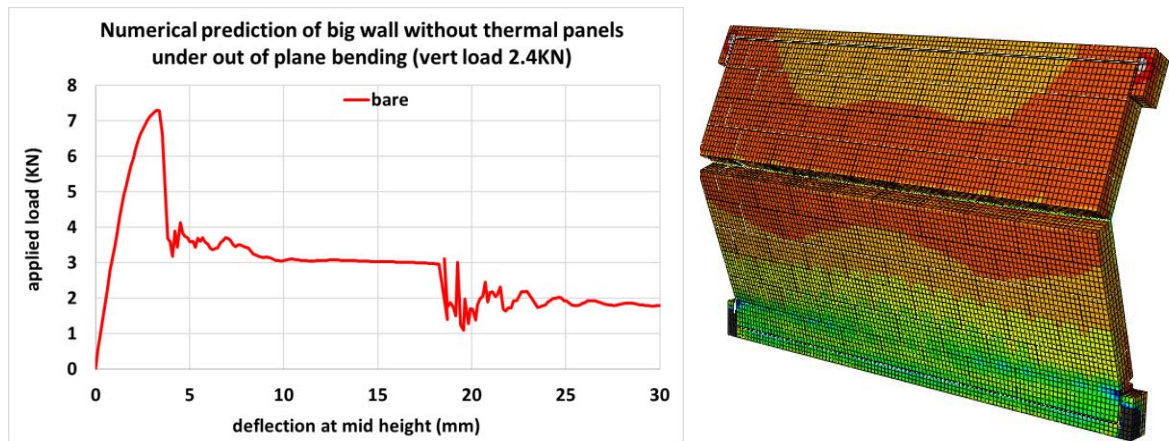 Numerical prediction of big wall without thermal panels
under out of plane bending (vert load 2.4KN)
bare
applied load (KN)
8
7
6
5
4
3
2
1
0
0 5 10 15 20 25 30
deflection at mid height (mm)